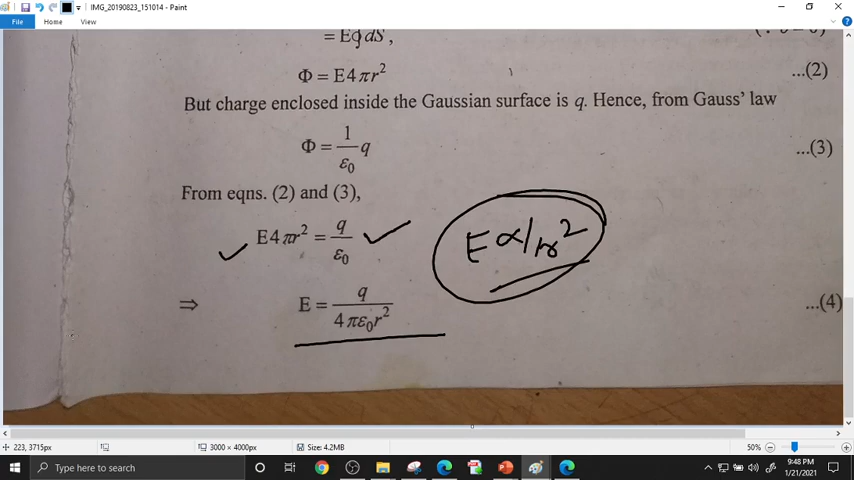 IMG_20190823_151014 - Paint
File Home View
= E∮dS,
Φ = E4πr² ...(2)
But charge enclosed inside the Gaussian surface is q. Hence, from Gauss' law
Φ = 1/ε₀ q ...(3)
From eqns. (2) and (3),
E4πr² = q/ε₀
E ∝ 1/r²
⇒ E = q/4πε₀r² ...(4)
223, 3715px 3000 × 4000px Size: 4.2MB 50%
Type here to search
9:48 PM
1/21/2021